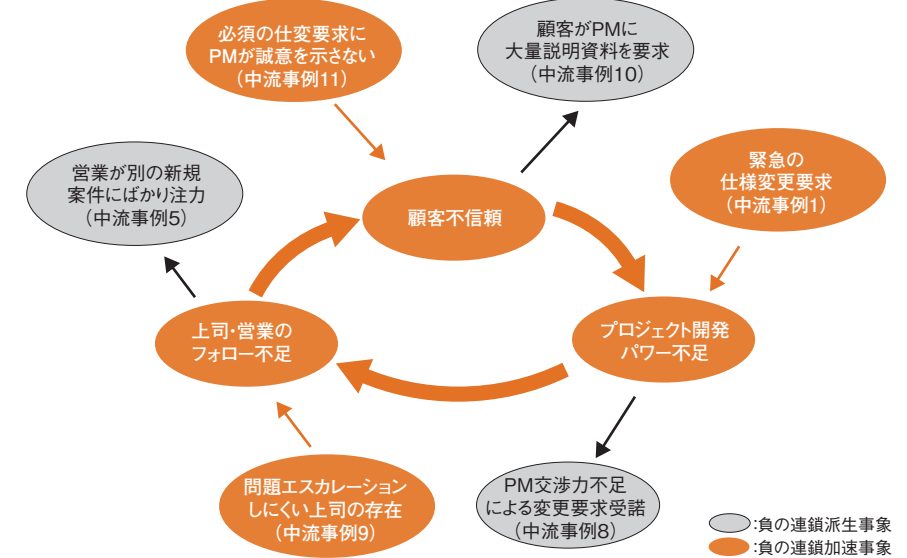 必須の仕変要求に
PMが誠意を示さない
（中流事例11）
顧客がPMに
大量説明資料を要求
（中流事例10）
営業が別の新規
案件にばかり注力
（中流事例5）
緊急の
仕様変更要求
（中流事例1）
顧客不信頼
上司・営業の
フォロー不足
プロジェクト開発
パワー不足
問題エスカレーション
しにくい上司の存在
（中流事例9）
PM交渉力不足
による変更要求受諾
（中流事例8）
:負の連鎖派生事象
:負の連鎖加速事象